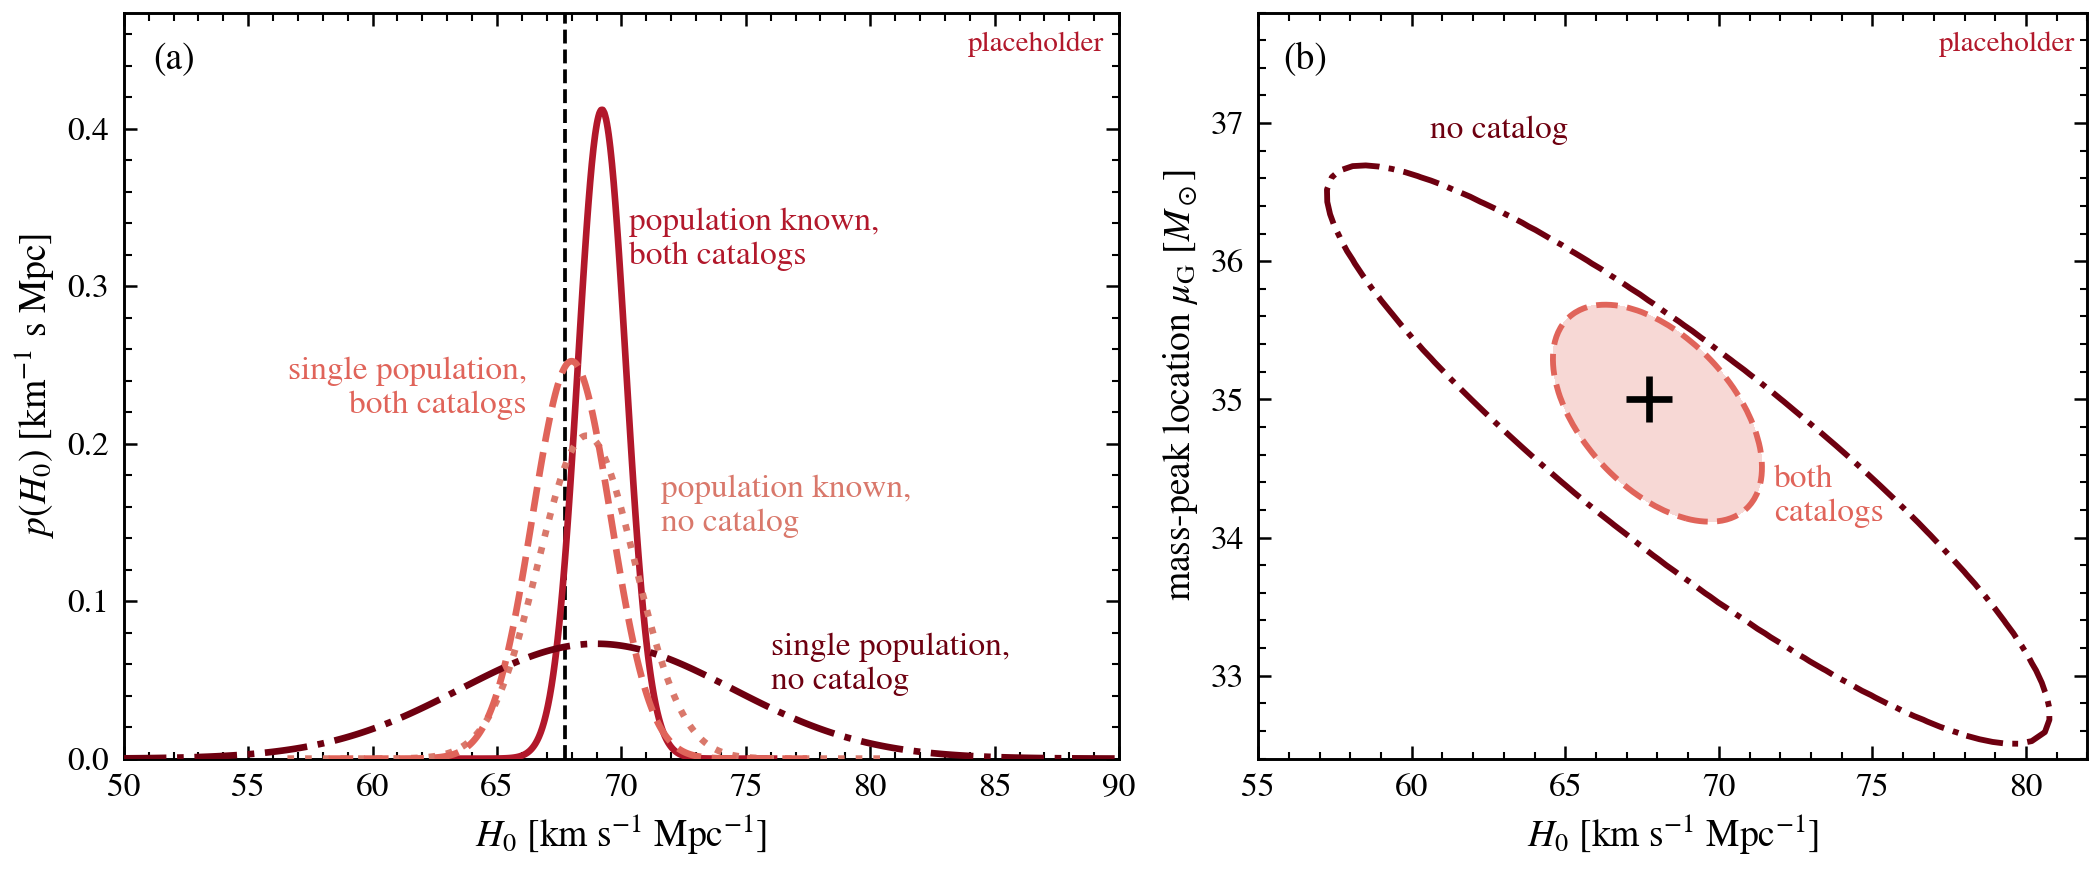 (a)
placeholder
population known,
both catalogs
single population,
both catalogs
population known,
no catalog
single population,
no catalog
p(H₀) [km⁻¹ s Mpc]
0.4
0.3
0.2
0.1
0.0
50 55 60 65 70 75 80 85 90
H₀ [km s⁻¹ Mpc⁻¹]
(b)
placeholder
no catalog
both
catalogs
mass-peak location μ_G [M_⊙]
37
36
35
34
33
55 60 65 70 75 80
H₀ [km s⁻¹ Mpc⁻¹]